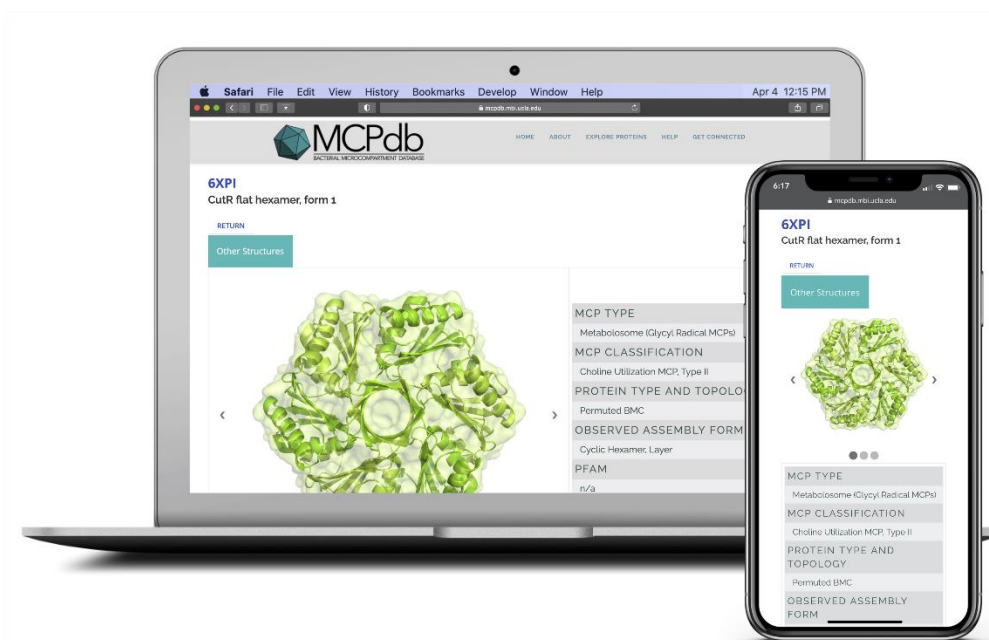 Safari File Edit View History Bookmarks Develop Window Help Apr 4 12:15 PM
mcpdb.mbi.ucla.edu
MCPdb
BACTERIAL MICROCOMPARTMENT DATABASE
HOME ABOUT EXPLORE PROTEINS HELP GET CONNECTED
6XPI
CutR flat hexamer, form 1
RETURN
Other Structures
MCP TYPE
Metabolosome (Glycyl Radical MCPs)
MCP CLASSIFICATION
Choline Utilization MCP, Type II
PROTEIN TYPE AND TOPOLO
Permuted BMC
OBSERVED ASSEMBLY FORM
Cyclic Hexamer, Layer
PFAM
n/a
6:17
mcpdb.mbi.ucla.edu
6XPI
CutR flat hexamer, form 1
RETURN
Other Structures
MCP TYPE
Metabolosome (Glycyl Radical MCPs)
MCP CLASSIFICATION
Choline Utilization MCP, Type II
PROTEIN TYPE AND
TOPOLOGY
Permuted BMC
OBSERVED ASSEMBLY
FORM